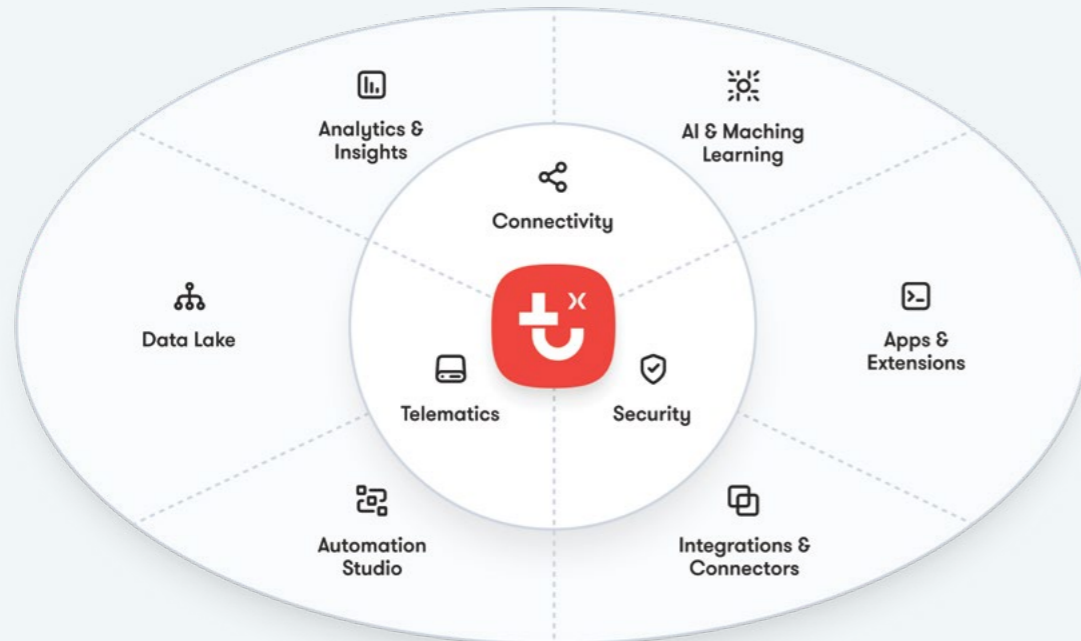 Analytics &
Insights
AI & Maching
Learning
Connectivity
Data Lake
Apps &
Extensions
Telematics
Security
Automation
Studio
Integrations &
Connectors